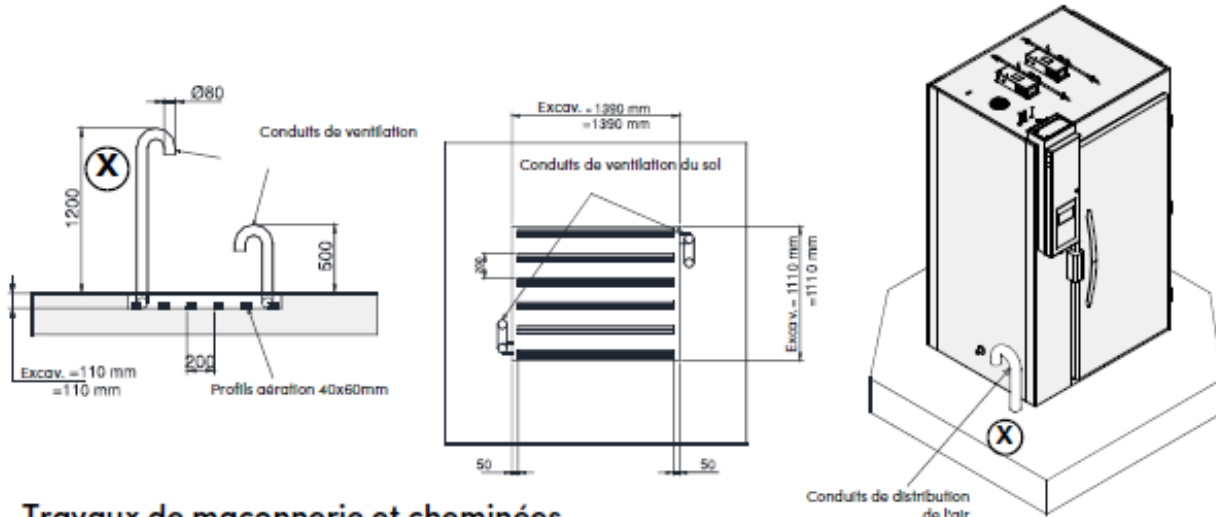 Ø80
Conduits de ventilation
X
1200
500
200
Excav. =110 mm
=110 mm
Profils aération 40x60mm
Excav. = 1390 mm
=1390 mm
Conduits de ventilation du sol
200
Excav. = 1110 mm
=1110 mm
50
50
X
Conduits de distribution
de l'air
Travaux de maçonnerie et cheminées